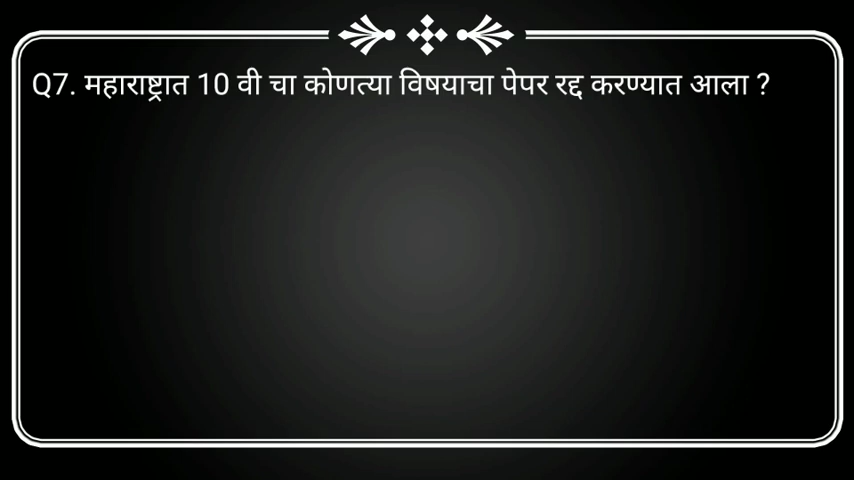 Q7. महाराष्ट्रात 10 वी चा कोणत्या विषयाचा पेपर रद्द करण्यात आला ?